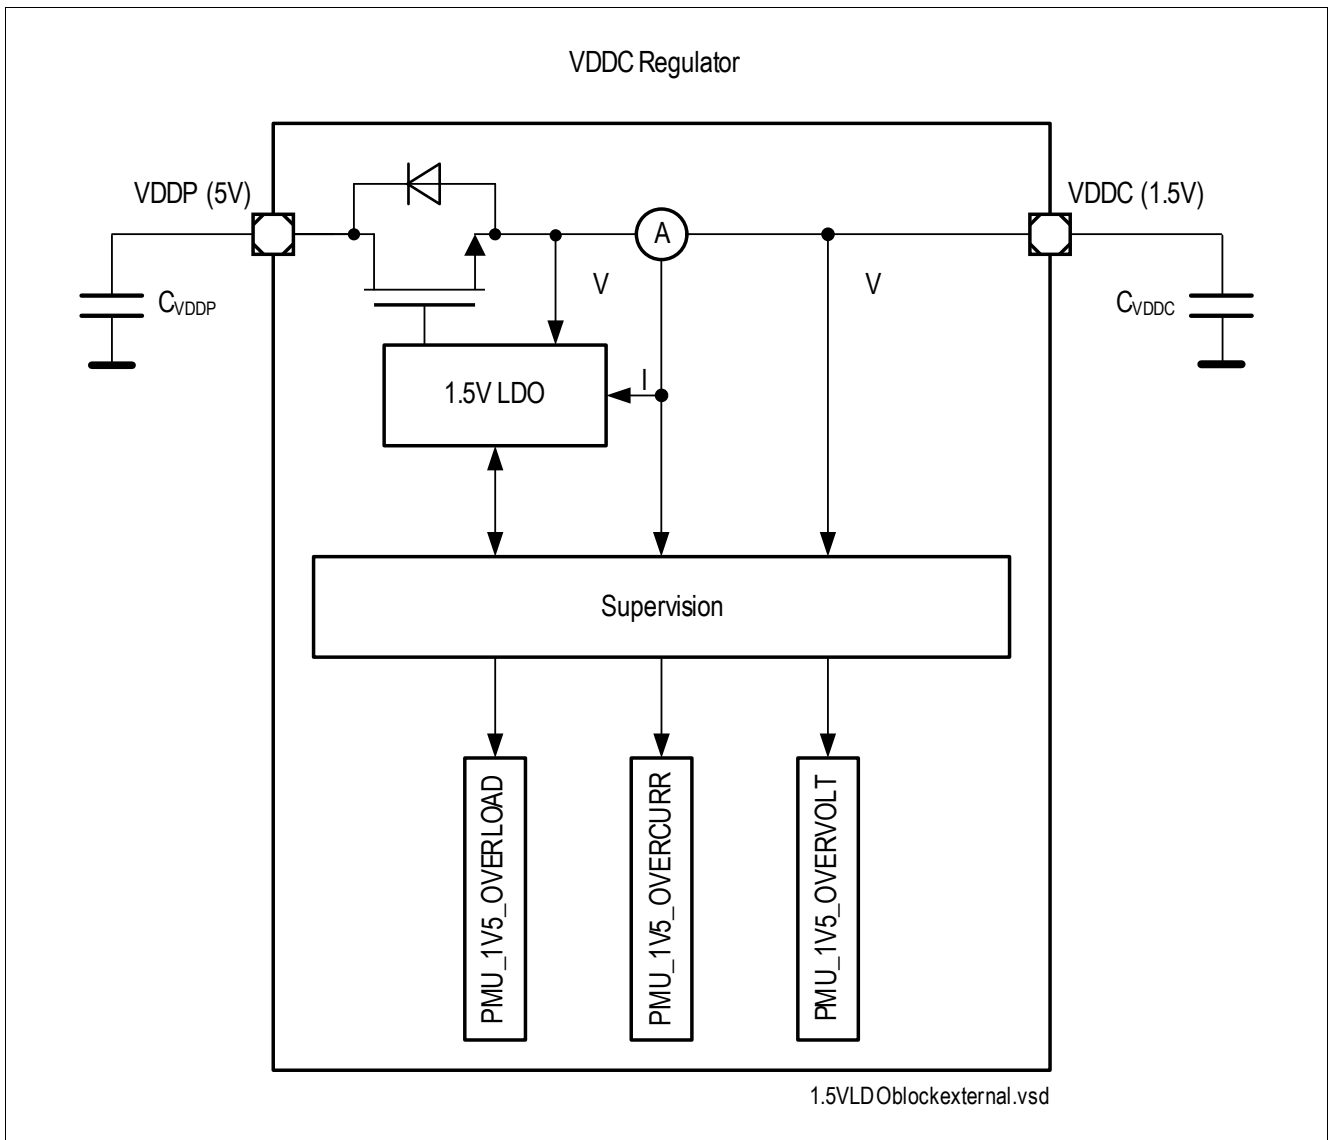 VDDC Regulator
VDDP (5V)
VDDC (1.5V)
A
CVDDP
V
V
CVDDC
1.5V LDO
I
Supervision
PMU_1V5_OVERLOAD
PMU_1V5_OVERCURR
PMU_1V5_OVERVOLT
1.5VLDOblockexternal.vsd